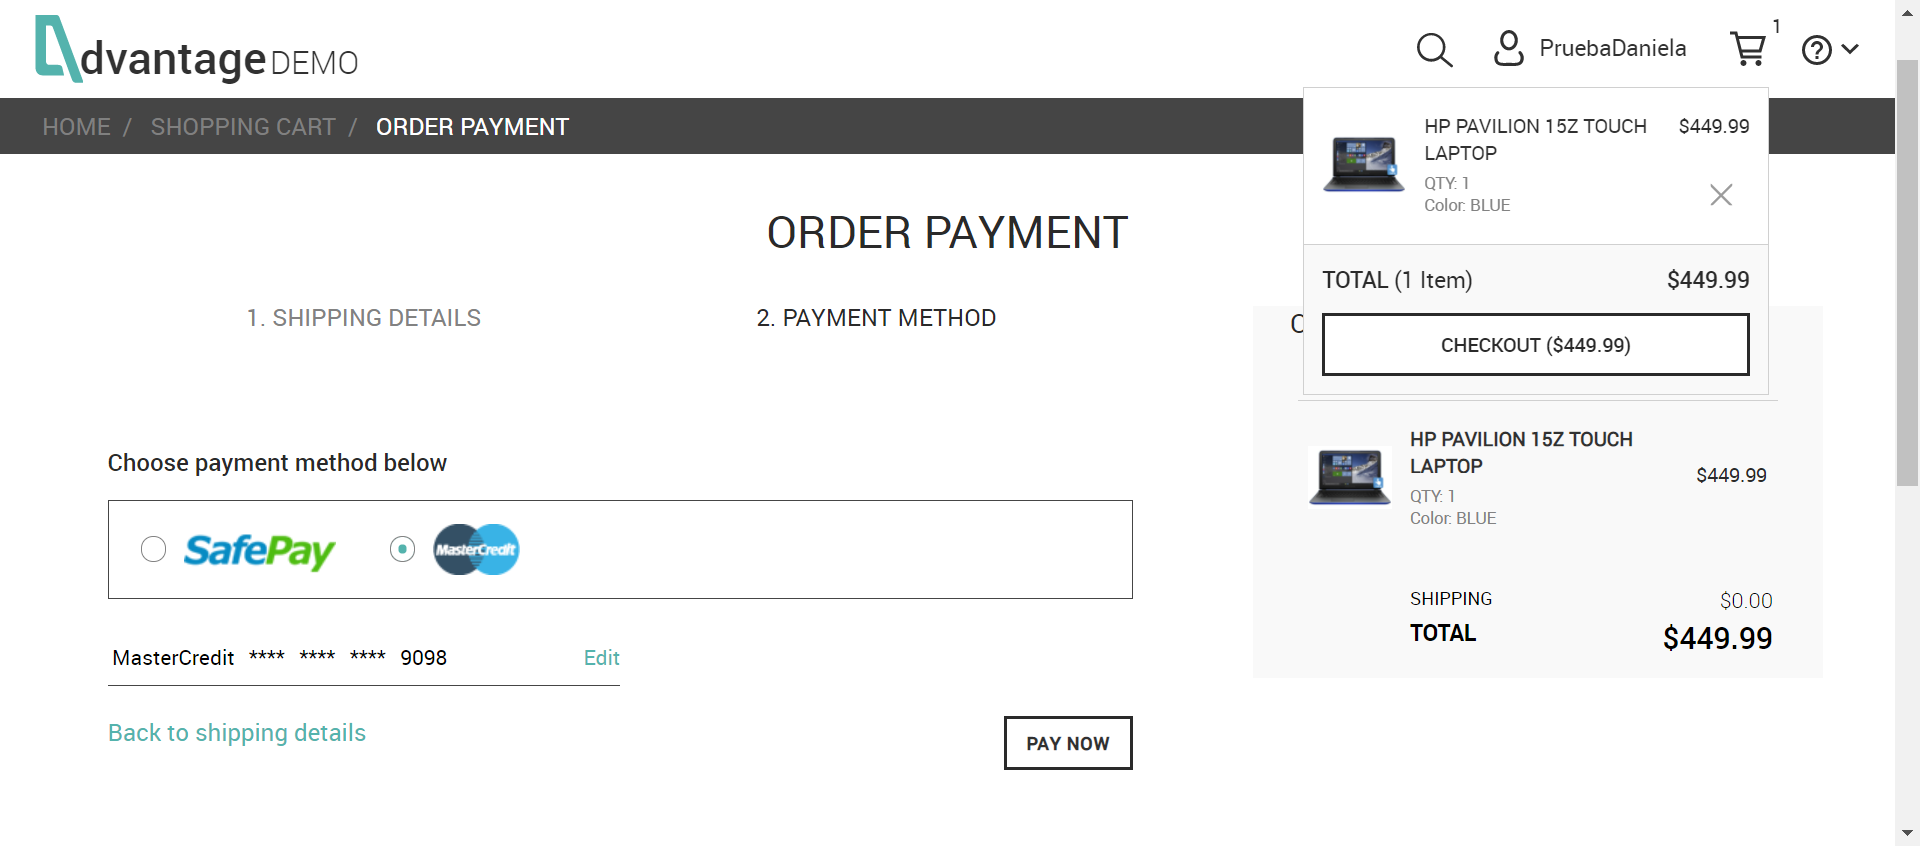 dvantage DEMO
PruebaDaniela
1
HOME / SHOPPING CART / ORDER PAYMENT
HP PAVILION 15Z TOUCH
LAPTOP
$449.99
QTY: 1
Color: BLUE
TOTAL (1 Item) $449.99
CHECKOUT ($449.99)
ORDER PAYMENT
1. SHIPPING DETAILS
2. PAYMENT METHOD
Choose payment method below
SafePay
MasterCredit
MasterCredit **** **** **** 9098
Edit
Back to shipping details
PAY NOW
HP PAVILION 15Z TOUCH
LAPTOP
$449.99
QTY: 1
Color: BLUE
SHIPPING $0.00
TOTAL $449.99